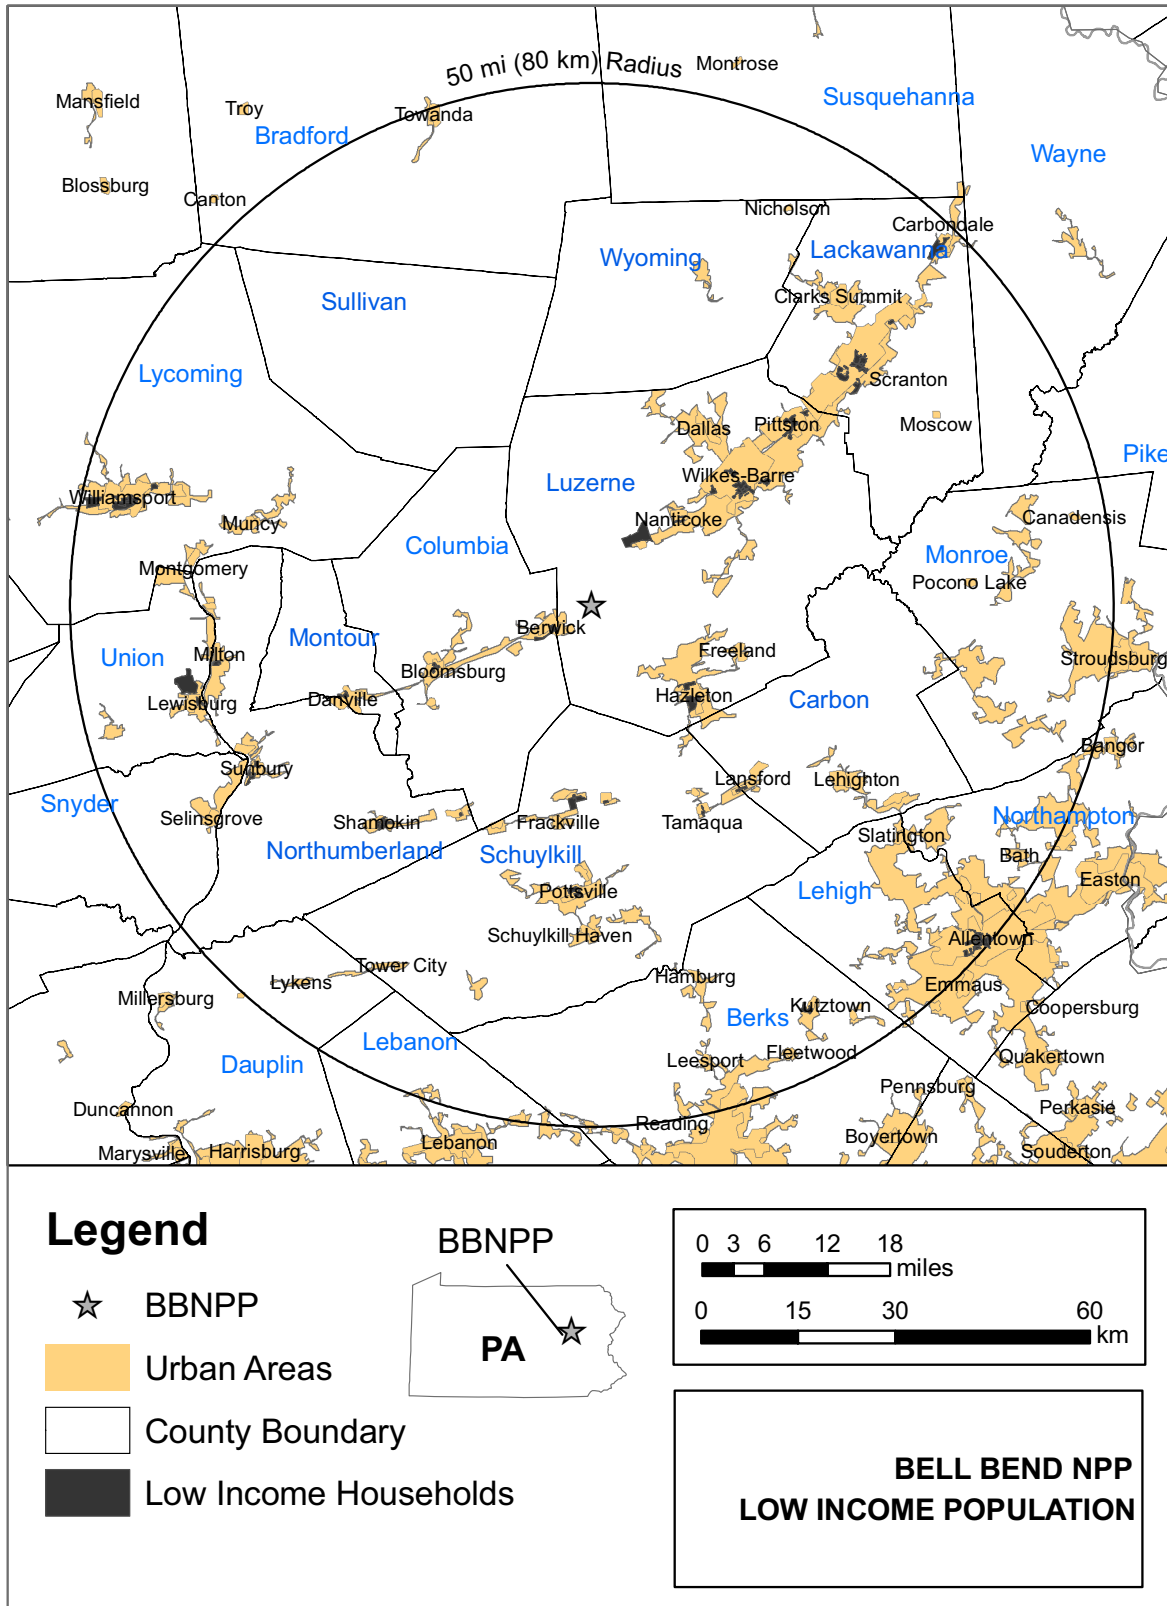 50 mi (80 km) Radius
Montrose
Mansfield
Troy
Towanda
Susquehanna
Bradford
Wayne
Blossburg
Canton
Nicholson
Carbondale
Wyoming
Lackawanna
Sullivan
Clarks Summit
Lycoming
Scranton
Dallas
Pittston
Moscow
Pike
Luzerne
Wilkes-Barre
Williamsport
Muncy
Nanticoke
Canadensis
Columbia
Monroe
Montgomery
Pocono Lake
Berwick
Montour
Union
Milton
Bloomsburg
Freeland
Stroudsburg
Lewisburg
Danville
Hazleton
Carbon
Bangor
Sunbury
Lansford
Lehighton
Snyder
Selinsgrove
Shamokin
Frackville
Tamaqua
Northampton
Slatington
Northumberland
Schuylkill
Bath
Pottsville
Lehigh
Easton
Schuylkill Haven
Allentown
Tower City
Lykens
Hamburg
Emmaus
Millersburg
Kutztown
Coopersburg
Berks
Lebanon
Dauplin
Leesport
Fleetwood
Quakertown
Pennsburg
Duncannon
Perkasie
Reading
Boyertown
Marysville
Harrisburg
Lebanon
Souderton
Legend
BBNPP
Urban Areas
County Boundary
Low Income Households
BBNPP
PA
0 3 6 12 18
miles
0 15 30 60
km
BELL BEND NPP
LOW INCOME POPULATION